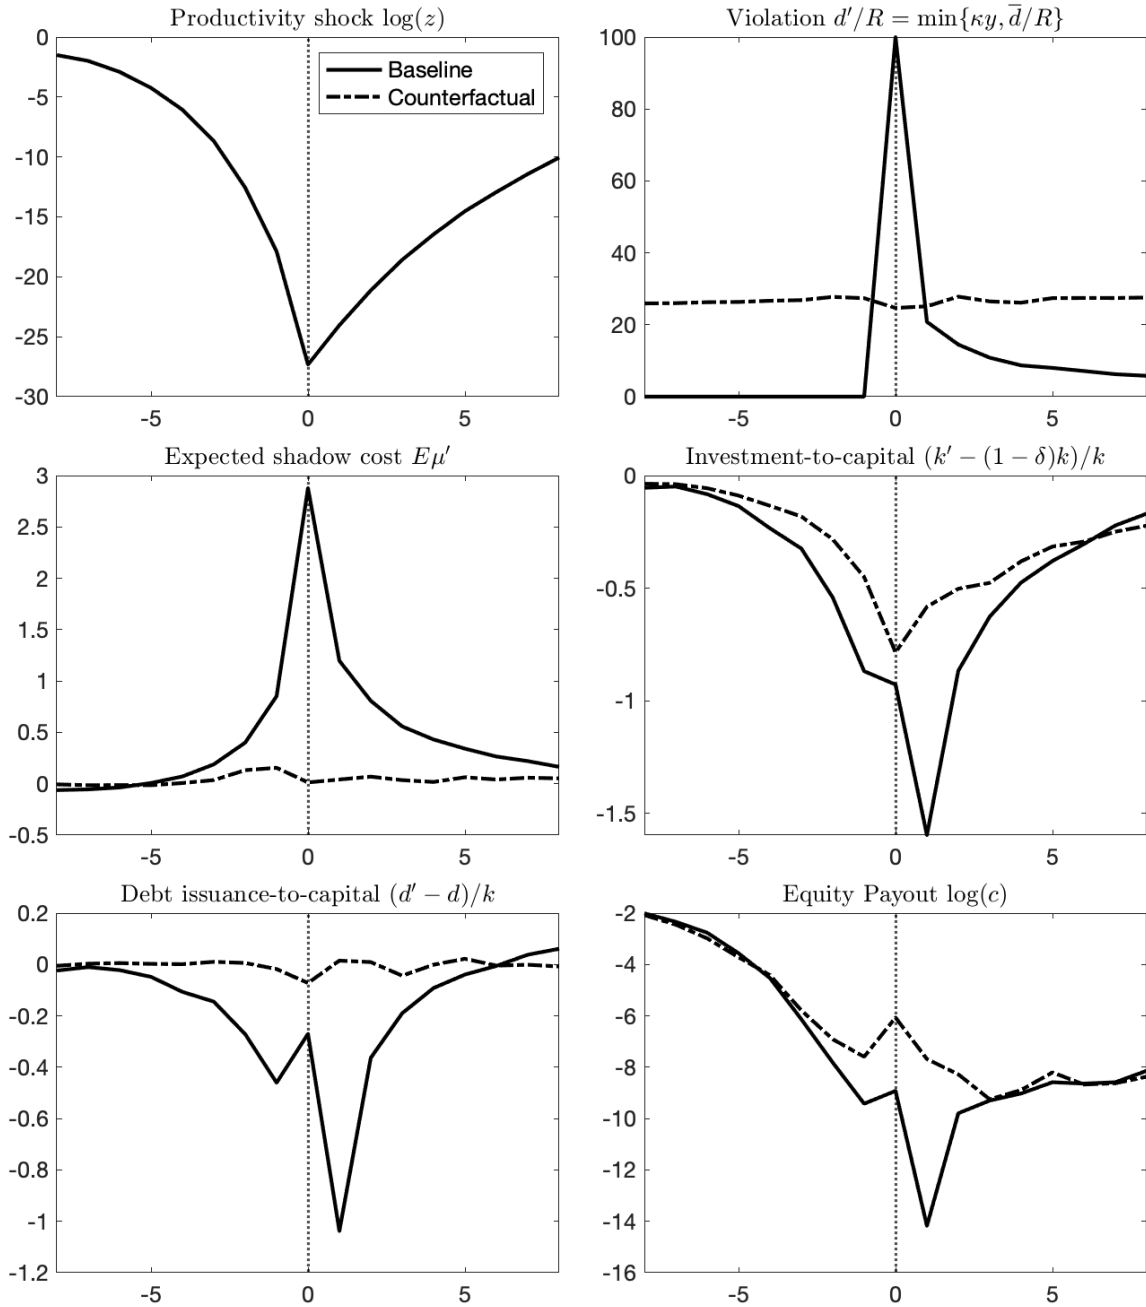 Productivity shock log(z)
0
-5
-10
-15
-20
-25
-30
-5 0 5
Baseline
Counterfactual
Violation d′/R = min{κy, d̅/R}
100
80
60
40
20
0
-5 0 5
Expected shadow cost Eμ′
3
2.5
2
1.5
1
0.5
0
-0.5
-5 0 5
Investment-to-capital (k′ − (1 − δ)k)/k
0
-0.5
-1
-1.5
-5 0 5
Debt issuance-to-capital (d′ − d)/k
0.2
0
-0.2
-0.4
-0.6
-0.8
-1
-1.2
-5 0 5
Equity Payout log(c)
-2
-4
-6
-8
-10
-12
-14
-16
-5 0 5